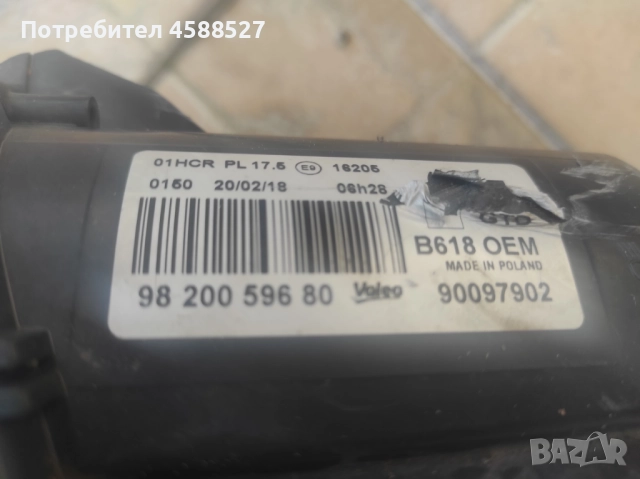 Потребител 4588527
01HCR PL 17.5 E9 16205
0150 20/02/18 06h28
GTO
B618 OEM
MADE IN POLAND
98 200 596 80 Valeo 90097902
BAZAR